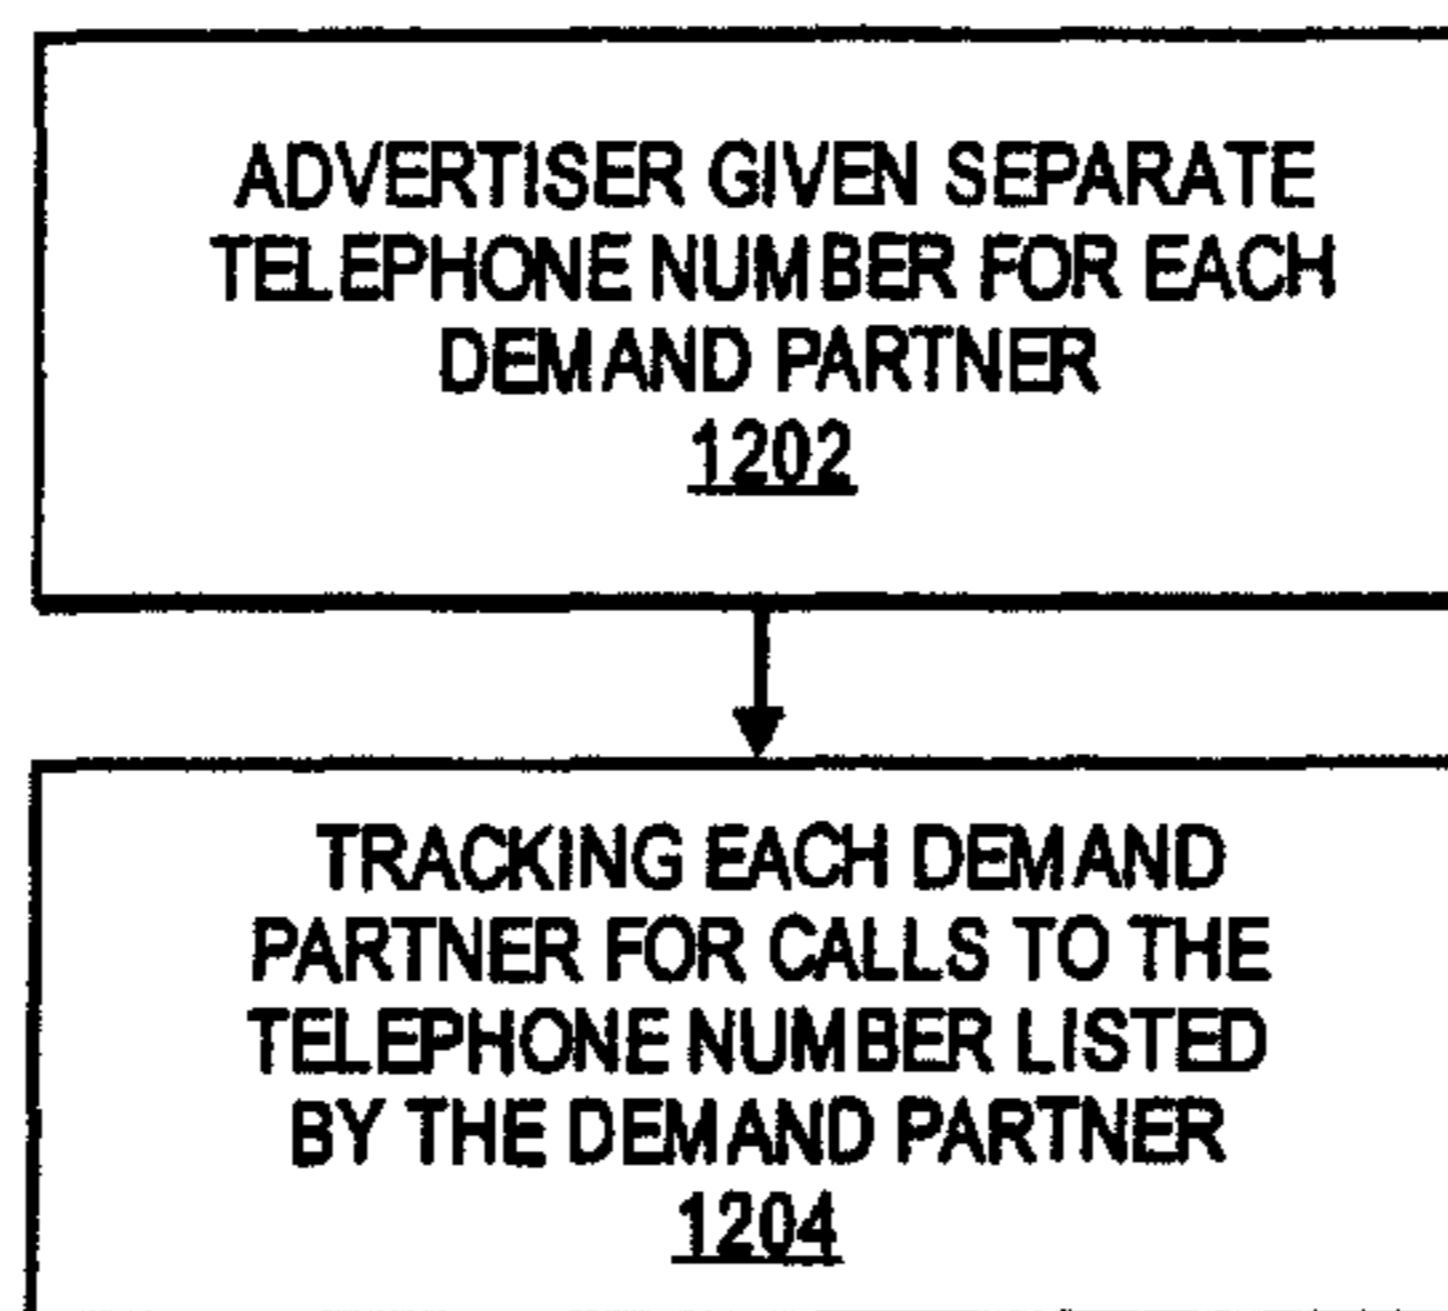 ADVERTISER GIVEN SEPARATE
TELEPHONE NUMBER FOR EACH
DEMAND PARTNER
1202
TRACKING EACH DEMAND
PARTNER FOR CALLS TO THE
TELEPHONE NUMBER LISTED
BY THE DEMAND PARTNER
1204